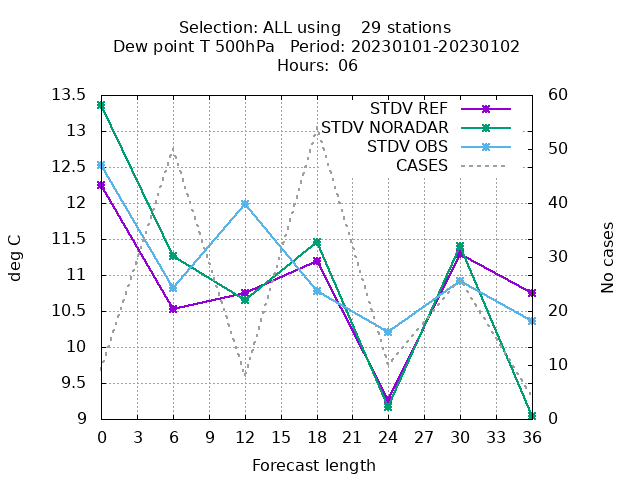 Selection: ALL using    29 stations
Dew point T 500hPa   Period: 20230101-20230102
Hours: 06
STDV REF
STDV NORADAR
STDV OBS
CASES
13.5
13
12.5
12
11.5
11
10.5
10
9.5
9
60
50
40
30
20
10
0
deg C
No cases
0 3 6 9 12 15 18 21 24 27 30 33 36
Forecast length